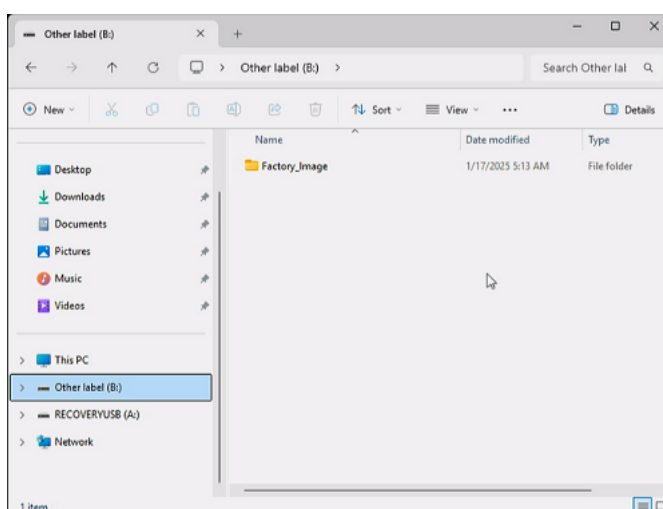 Other label (B:)
Other label (B:)
Search Other lal
New
Sort
View
Details
Name
Date modified
Type
Desktop
Factory_Image
1/17/2025 5:13 AM
File folder
Downloads
Documents
Pictures
Music
Videos
This PC
Other label (B:)
RECOVERYUSB (A:)
Network
1 item